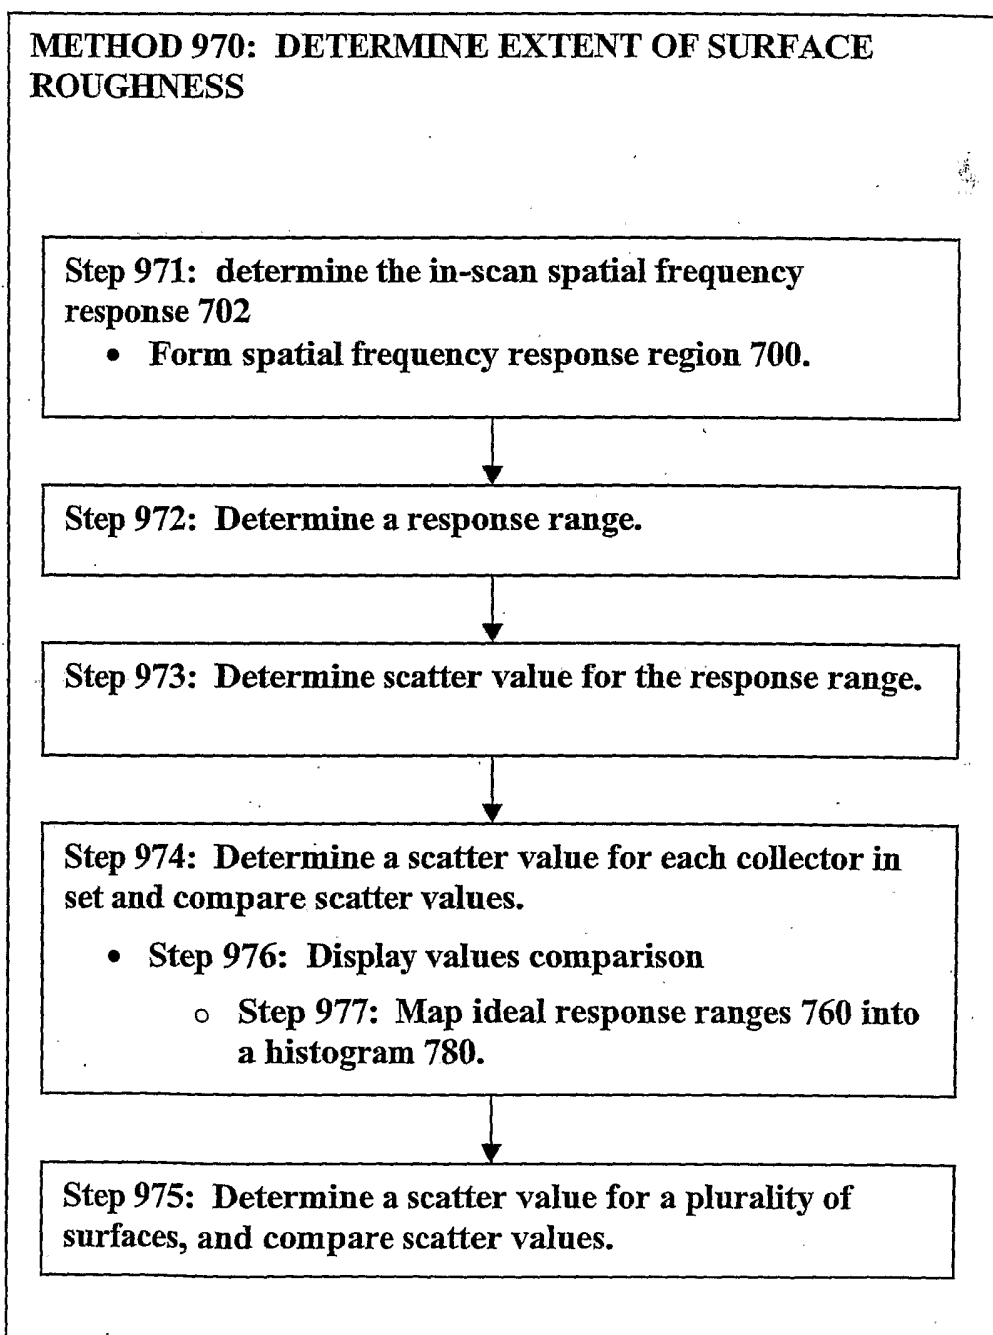 METHOD 970: DETERMINE EXTENT OF SURFACE
ROUGHNESS
Step 971: determine the in-scan spatial frequency
response 702
• Form spatial frequency response region 700.
Step 972: Determine a response range.
Step 973: Determine scatter value for the response range.
Step 974: Determine a scatter value for each collector in
set and compare scatter values.
• Step 976: Display values comparison
o Step 977: Map ideal response ranges 760 into
a histogram 780.
Step 975: Determine a scatter value for a plurality of
surfaces, and compare scatter values.